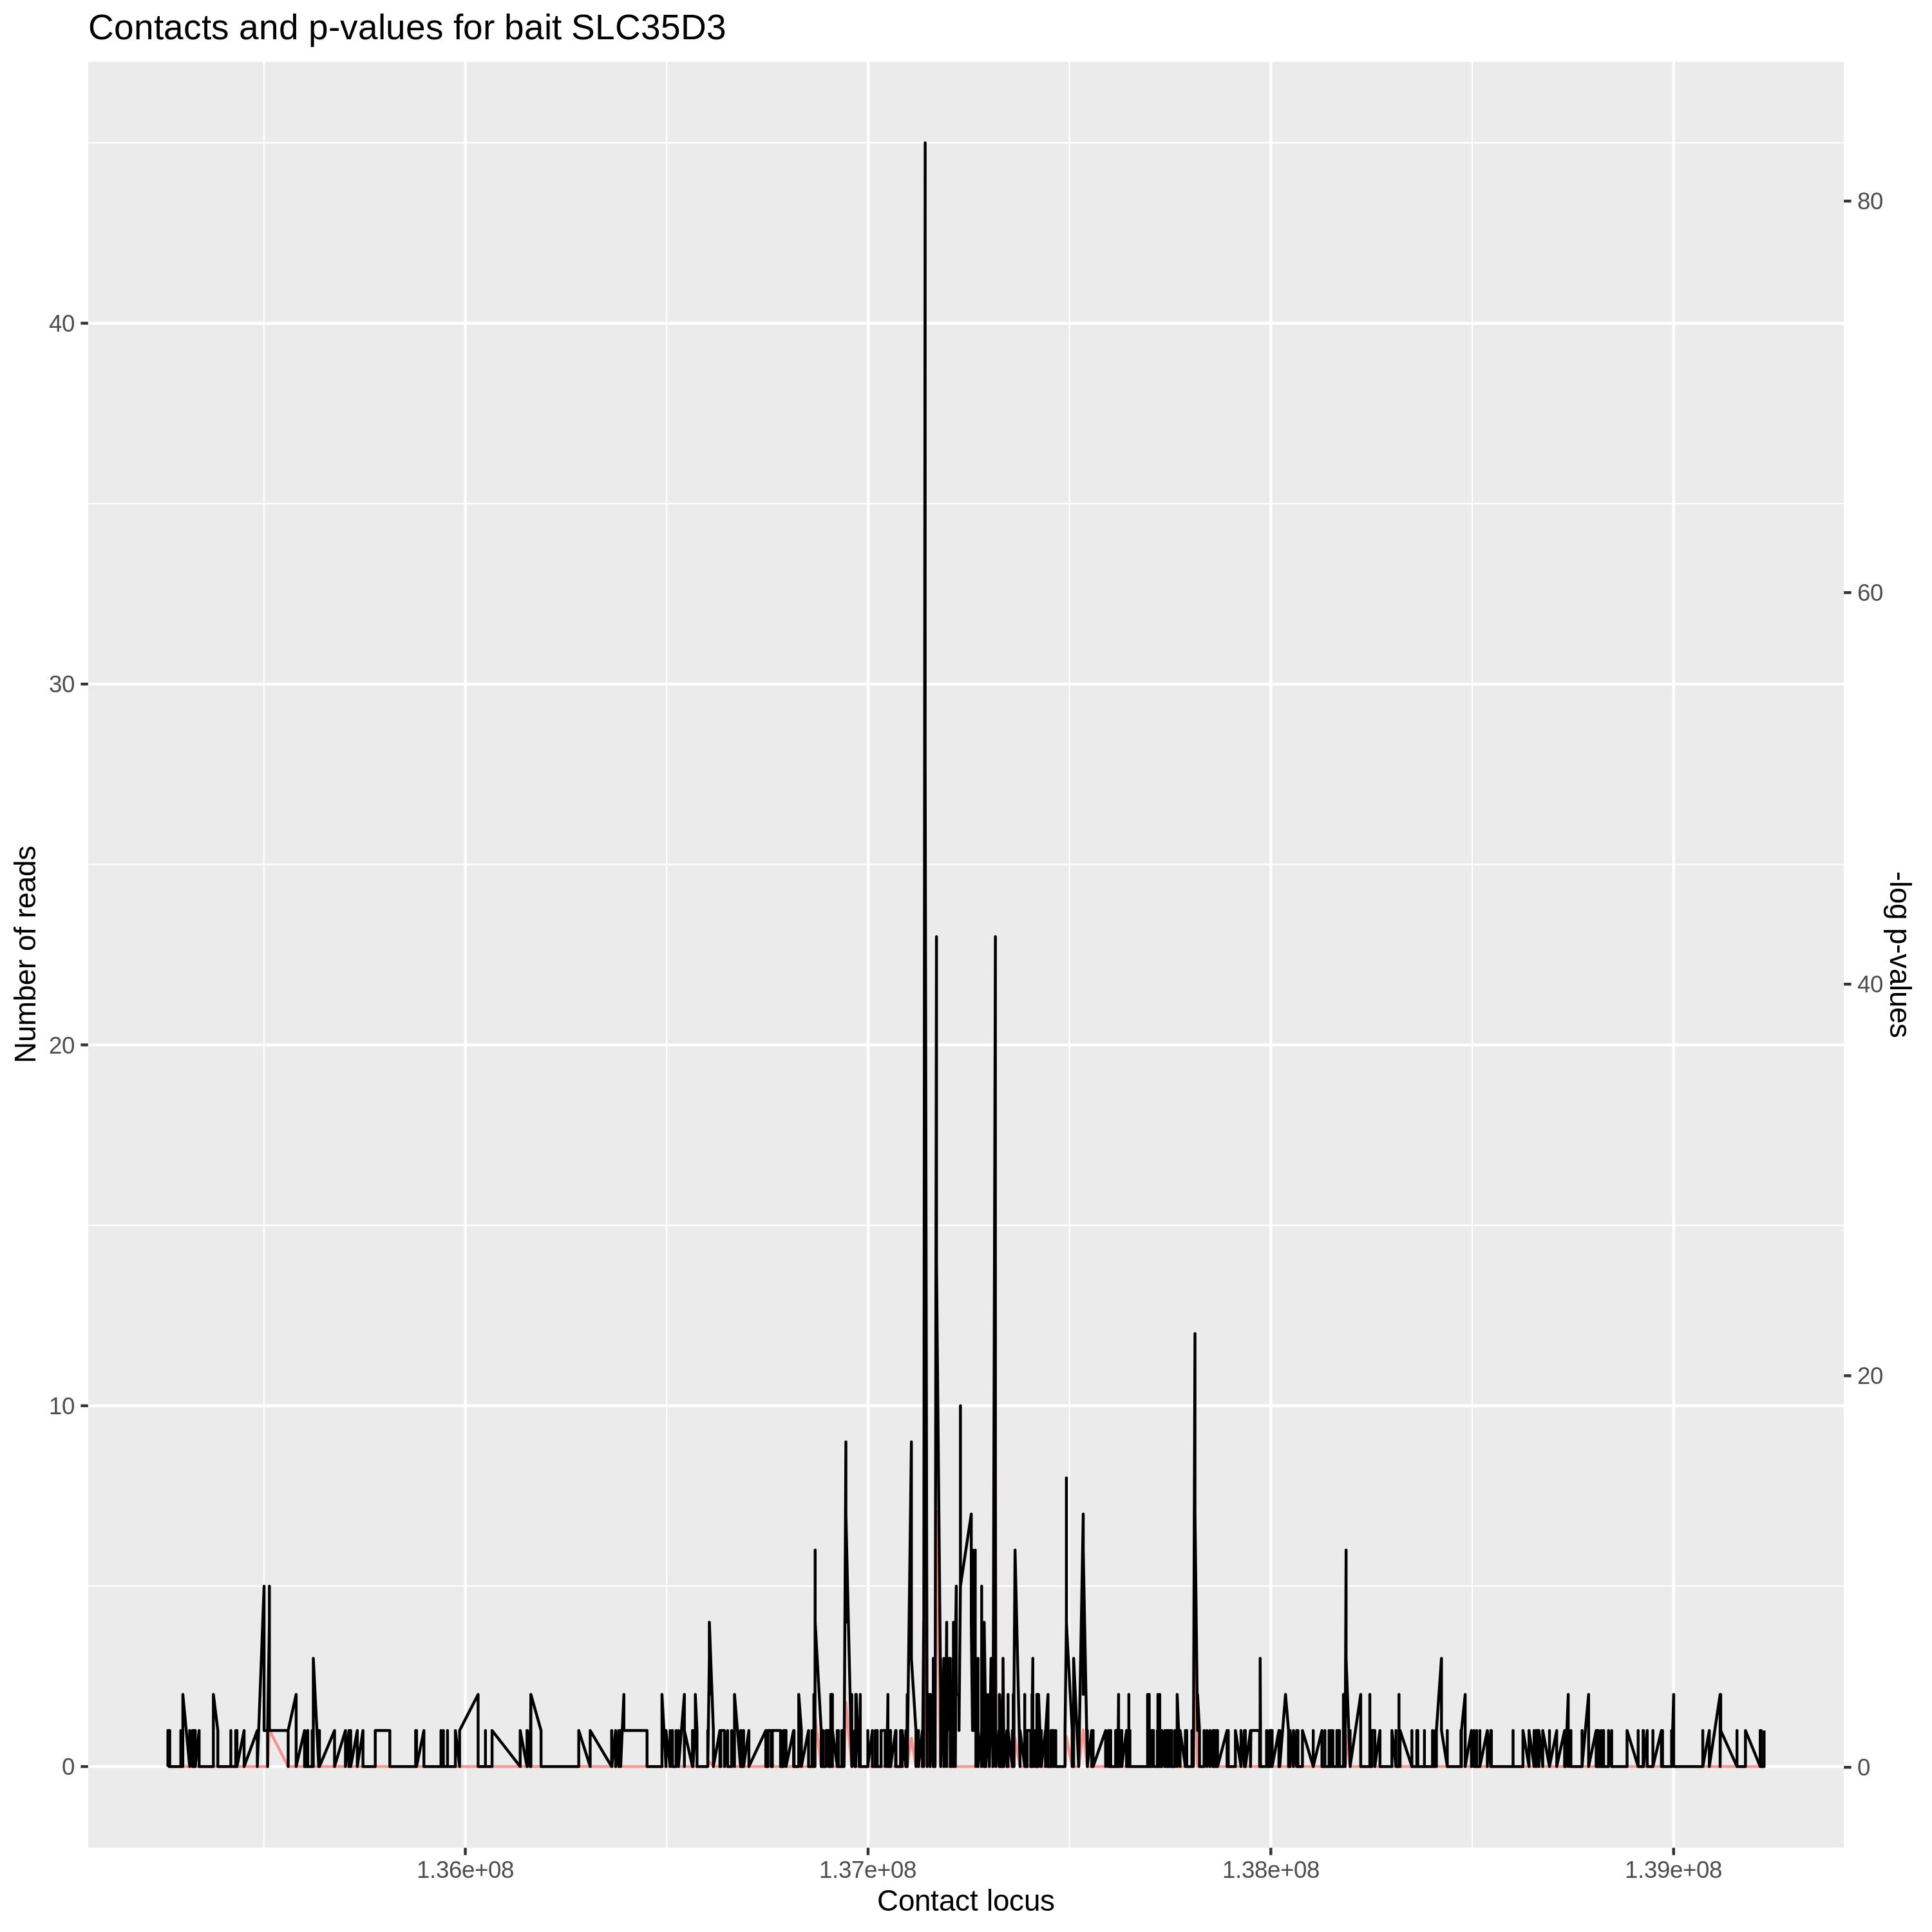 Contacts and p-values for bait SLC35D3
40
30
20
10
0
Number of reads
80
60
40
20
0
-log p-values
1.36e+08 1.37e+08 1.38e+08 1.39e+08
Contact locus